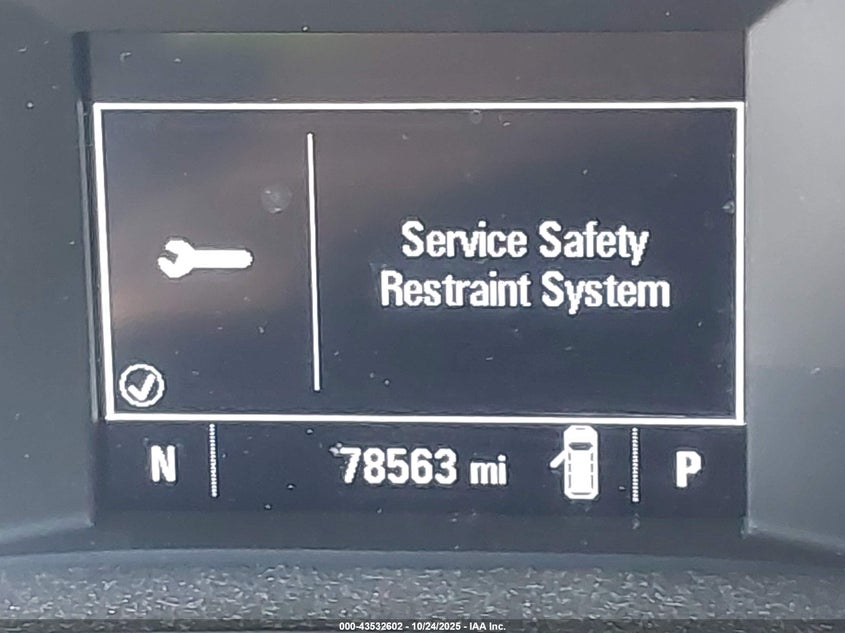 Service Safety
Restraint System
N 78563 mi P
000-43532602 - 10/24/2025 - IAA Inc.